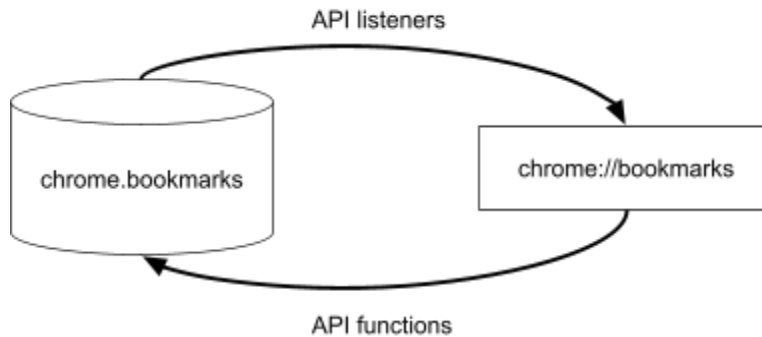 API listeners
chrome.bookmarks
chrome://bookmarks
API functions